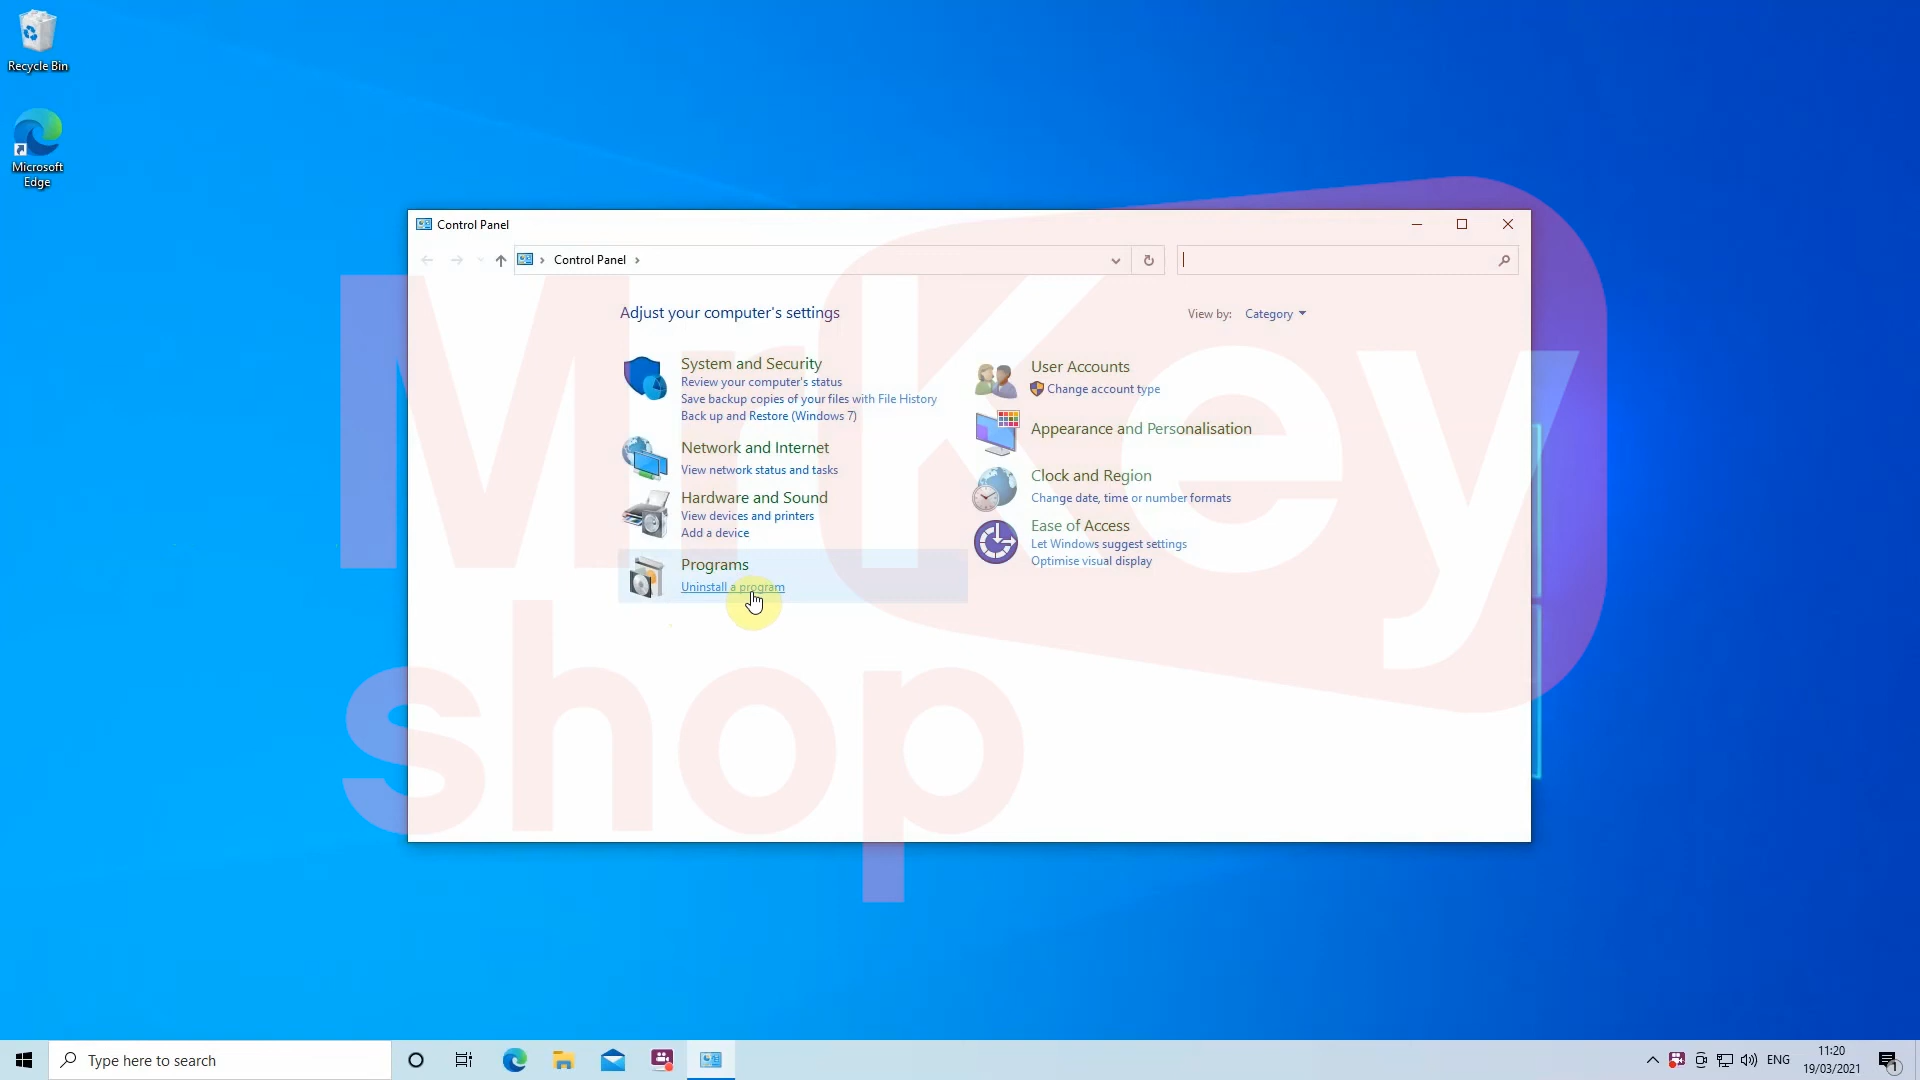 Recycle Bin
Microsoft
Edge
Control Panel
Control Panel
Adjust your computer's settings
View by: Category
System and Security
Review your computer's status
Save backup copies of your files with File History
Back up and Restore (Windows 7)
Network and Internet
View network status and tasks
Hardware and Sound
View devices and printers
Add a device
Programs
Uninstall a program
User Accounts
Change account type
Appearance and Personalisation
Clock and Region
Change date, time or number formats
Ease of Access
Let Windows suggest settings
Optimise visual display
MrKey
shop
Type here to search
ENG
11:20
19/03/2021
1